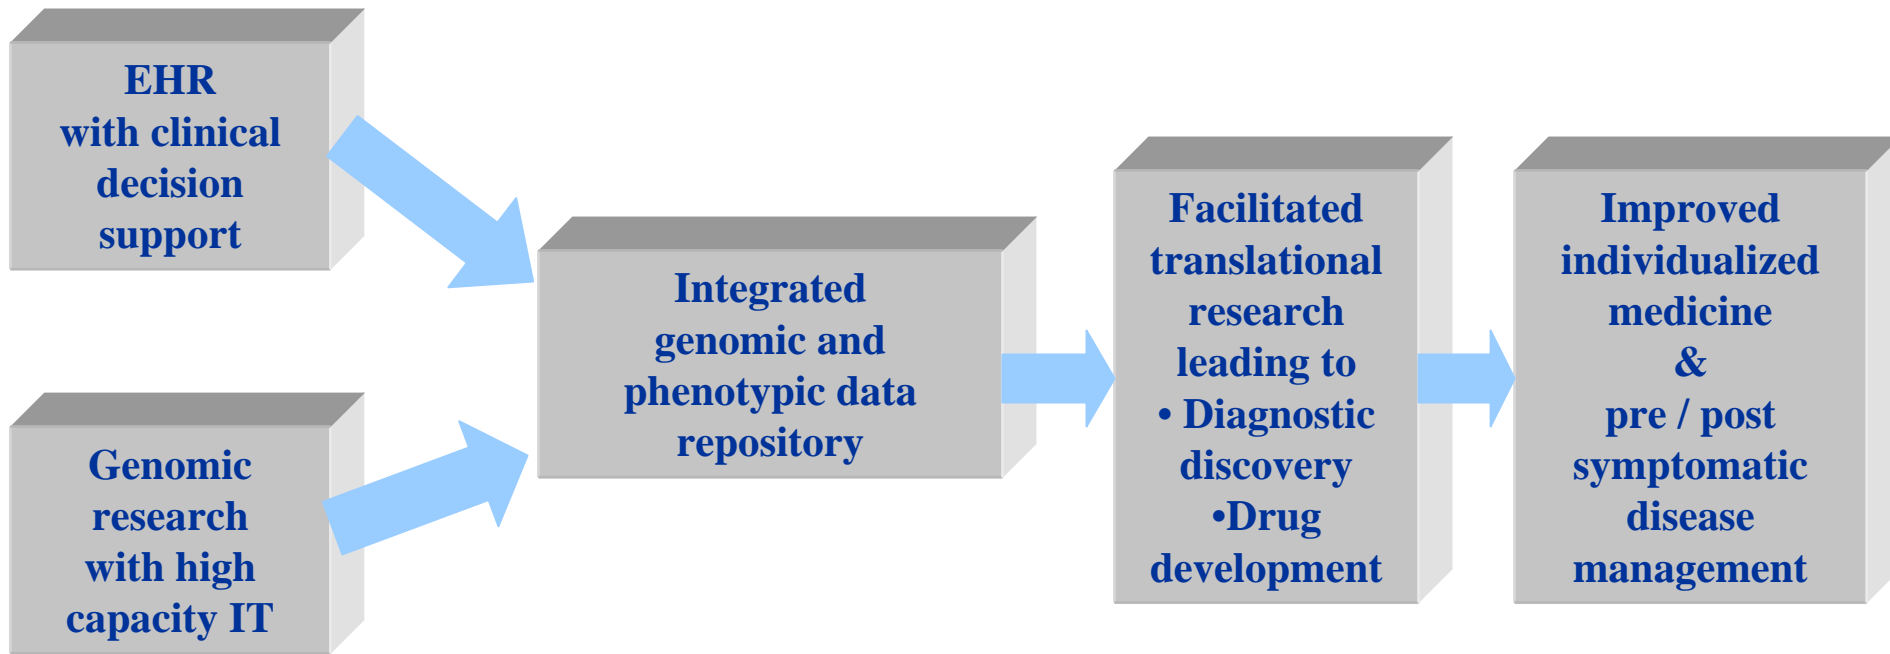 EHR
with clinical
decision
support
Genomic
research
with high
capacity IT
Integrated
genomic and
phenotypic data
repository
Facilitated
translational
research
leading to
• Diagnostic
discovery
•Drug
development
Improved
individualized
medicine
&
pre / post
symptomatic
disease
management